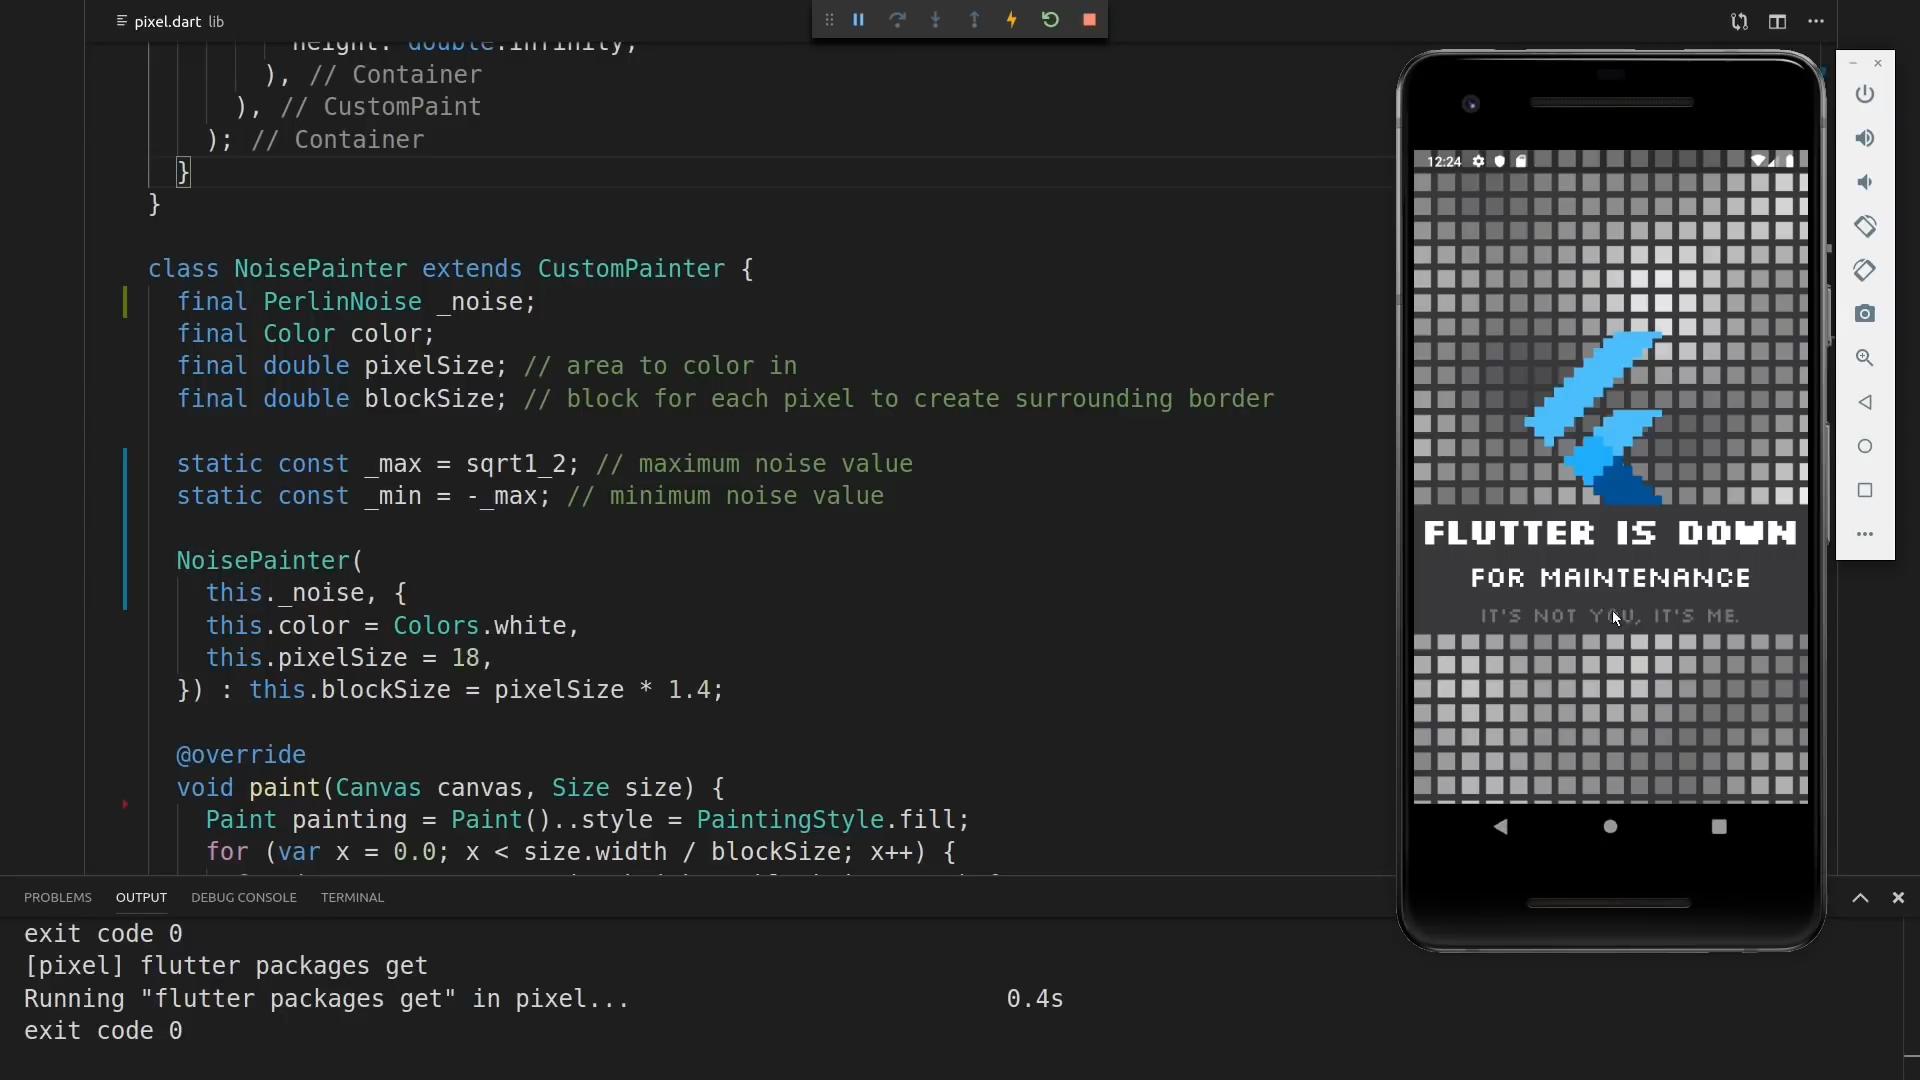 pixel.dart lib
height: double.infinity,
), // Container
), // CustomPaint
); // Container
}
}
class NoisePainter extends CustomPainter {
final PerlinNoise _noise;
final Color color;
final double pixelSize; // area to color in
final double blockSize; // block for each pixel to create surrounding border
static const _max = sqrt1_2; // maximum noise value
static const _min = -_max; // minimum noise value
NoisePainter(
this._noise, {
this.color = Colors.white,
this.pixelSize = 18,
}) : this.blockSize = pixelSize * 1.4;
@override
void paint(Canvas canvas, Size size) {
Paint painting = Paint()..style = PaintingStyle.fill;
for (var x = 0.0; x < size.width / blockSize; x++) {
PROBLEMS OUTPUT DEBUG CONSOLE TERMINAL
exit code 0
[pixel] flutter packages get
Running "flutter packages get" in pixel... 0.4s
exit code 0
12:24
FLUTTER IS DOWN
FOR MAINTENANCE
IT'S NOT YOU, IT'S ME.